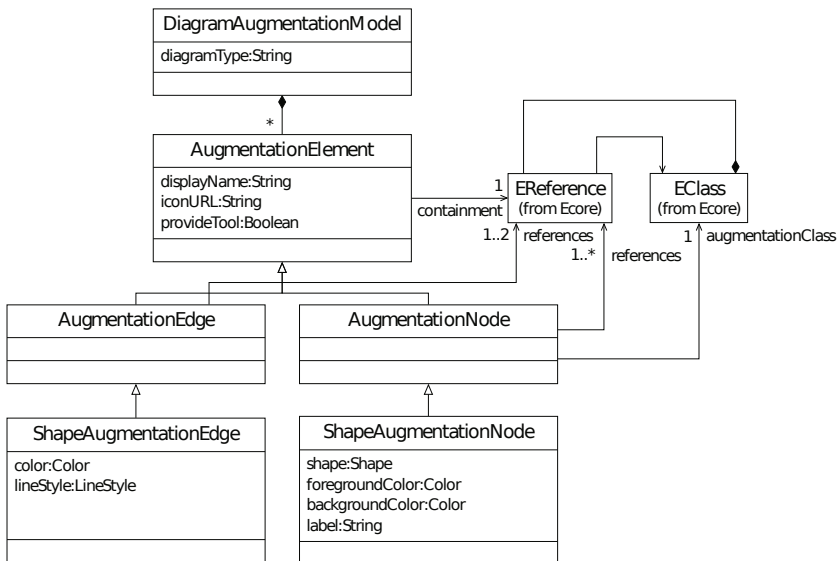 DiagramAugmentationModel
diagramType:String
*
AugmentationElement
displayName:String
iconURL:String
provideTool:Boolean
1
containment
EReference
(from Ecore)
EClass
(from Ecore)
1..2
references
1..*
references
1
augmentationClass
AugmentationEdge
AugmentationNode
ShapeAugmentationEdge
color:Color
lineStyle:LineStyle
ShapeAugmentationNode
shape:Shape
foregroundColor:Color
backgroundColor:Color
label:String